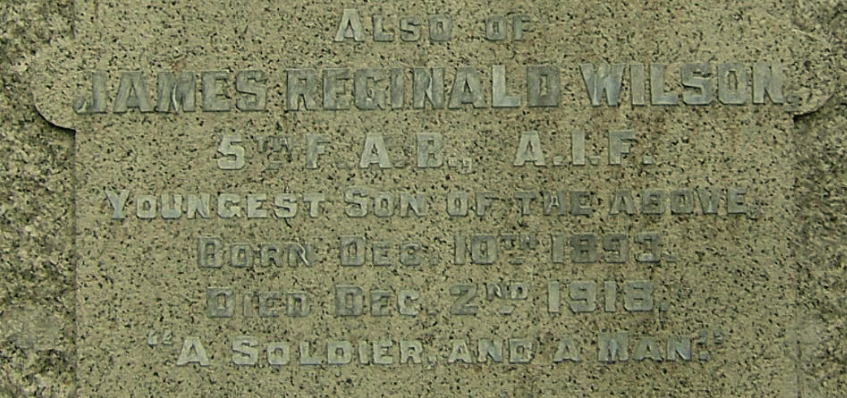 ALSO OF
JAMES REGINALD WILSON.
5TH F.A.B., A.I.F.
YOUNGEST SON OF THE ABOVE,
BORN DEC. 10TH 1893.
DIED DEC. 2ND 1918.
"A SOLDIER, AND A MAN."